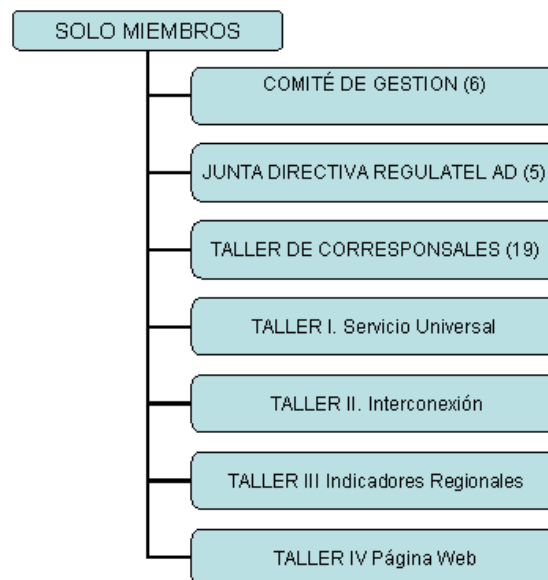 SOLO MIEMBROS
COMITÉ DE GESTION (6)
JUNTA DIRECTIVA REGULATEL AD (5)
TALLER DE CORRESPONSALES (19)
TALLER I. Servicio Universal
TALLER II. Interconexión
TALLER III Indicadores Regionales
TALLER IV Página Web